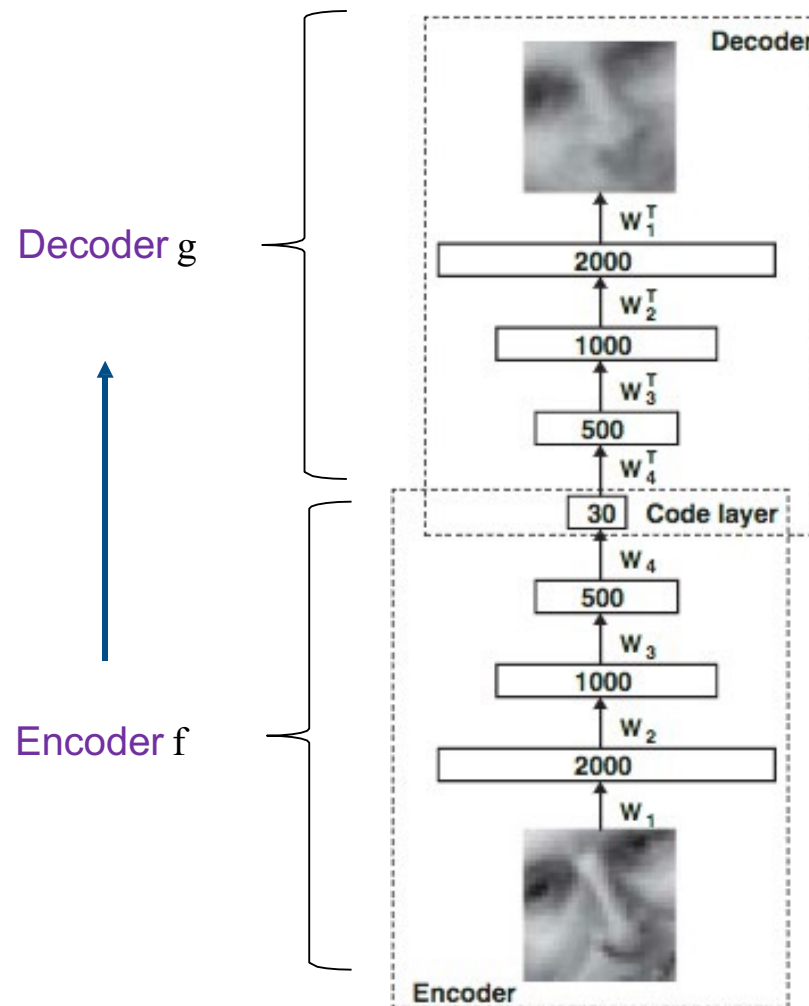 Decoder
W₁ᵀ
Decoder g
2000
W₂ᵀ
1000
W₃ᵀ
500
W₄ᵀ
30 Code layer
W₄
500
W₃
1000
Encoder f
W₂
2000
W₁
Encoder